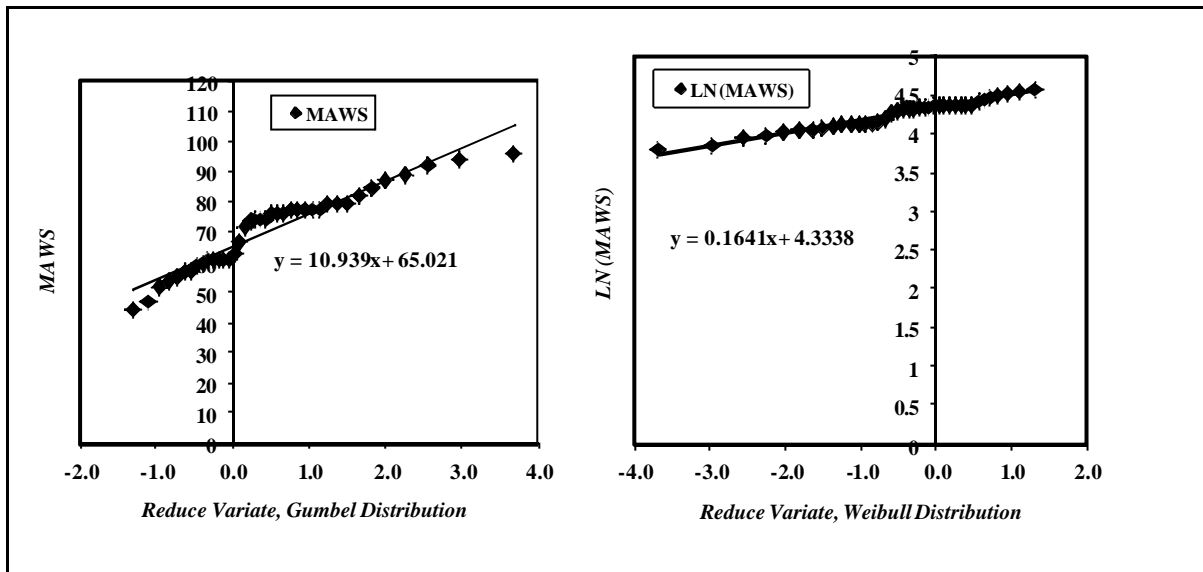 120
110
100
90
80
70
60
50
40
30
20
10
0
MAWS
MAWS
y = 10.939x + 65.021
-2.0 -1.0 0.0 1.0 2.0 3.0 4.0
Reduce Variate, Gumbel Distribution
5
4.5
4
3.5
3
2.5
2
1.5
1
0.5
0
LN(MAWS)
LN (MAWS)
y = 0.1641x + 4.3338
-4.0 -3.0 -2.0 -1.0 0.0 1.0 2.0
Reduce Variate, Weibull Distribution